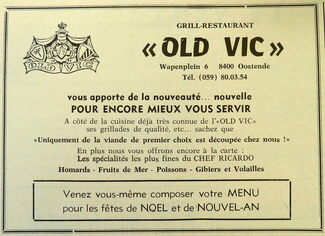 GRILL-RESTAURANT
« OLD VIC »
Wapenplein 6 8400 Oostende
Tél. (059) 80.03.54
OLD VIC
vous apporte de la nouveauté... nouvelle
POUR ENCORE MIEUX VOUS SERVIR
A côté de la cuisine déjà très connue de l'«OLD VIC»
ses grillades de qualité, etc... sachez que
«Uniquement de la viande de premier choix est découpée chez nous !»
En plus nous vous offrons encore à la carte :
Les spécialités les plus fines du CHEF RICARDO
Homards - Fruits de Mer - Poissons - Gibiers et Volailles
Venez vous-même composer votre MENU
pour les fêtes de NOEL et de NOUVEL-AN